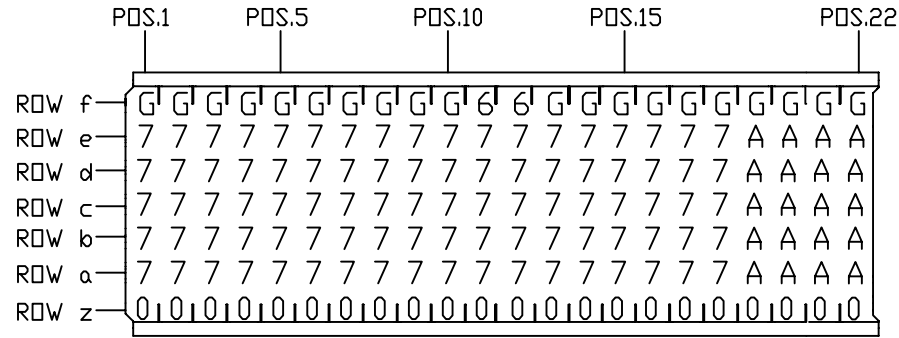 POS.1 POS.5 POS.10 POS.15 POS.22
ROW f G G G G G G G G G G 6 6 G G G G G G G G G G
ROW e 7 7 7 7 7 7 7 7 7 7 7 7 7 7 7 7 7 7 A A A A
ROW d 7 7 7 7 7 7 7 7 7 7 7 7 7 7 7 7 7 7 A A A A
ROW c 7 7 7 7 7 7 7 7 7 7 7 7 7 7 7 7 7 7 A A A A
ROW b 7 7 7 7 7 7 7 7 7 7 7 7 7 7 7 7 7 7 A A A A
ROW a 7 7 7 7 7 7 7 7 7 7 7 7 7 7 7 7 7 7 A A A A
ROW z 0 0 0 0 0 0 0 0 0 0 0 0 0 0 0 0 0 0 0 0 0 0